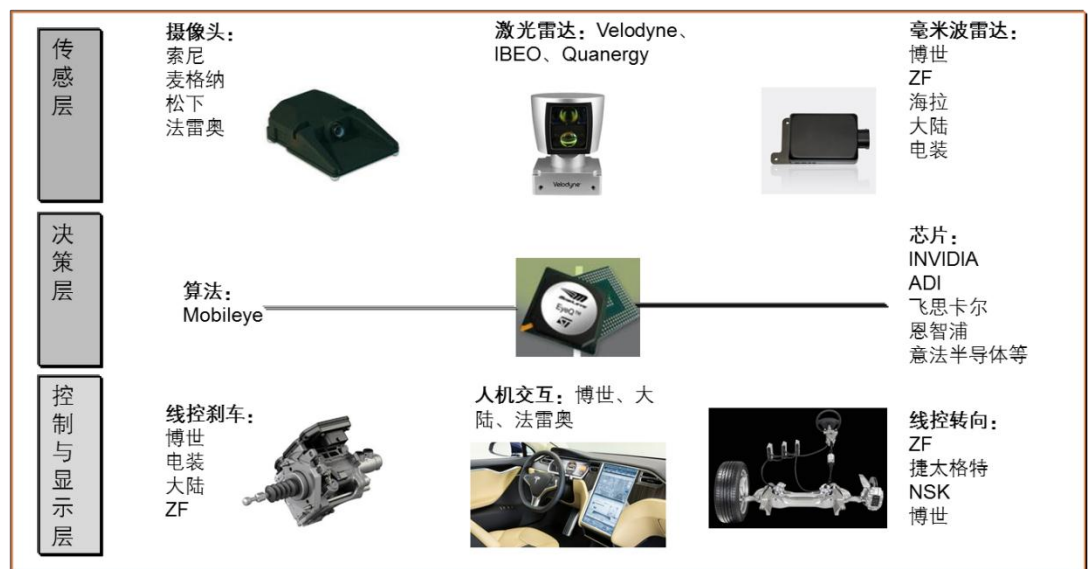 传感层
摄像头：
索尼
麦格纳
松下
法雷奥
激光雷达：Velodyne、
IBEO、Quanergy
Velodyne
毫米波雷达：
博世
ZF
海拉
大陆
电装
决策层
算法：
Mobileye
EyeQ™
芯片：
INVIDIA
ADI
飞思卡尔
恩智浦
意法半导体等
控制与显示层
线控刹车：
博世
电装
大陆
ZF
人机交互：博世、大
陆、法雷奥
线控转向：
ZF
捷太格特
NSK
博世